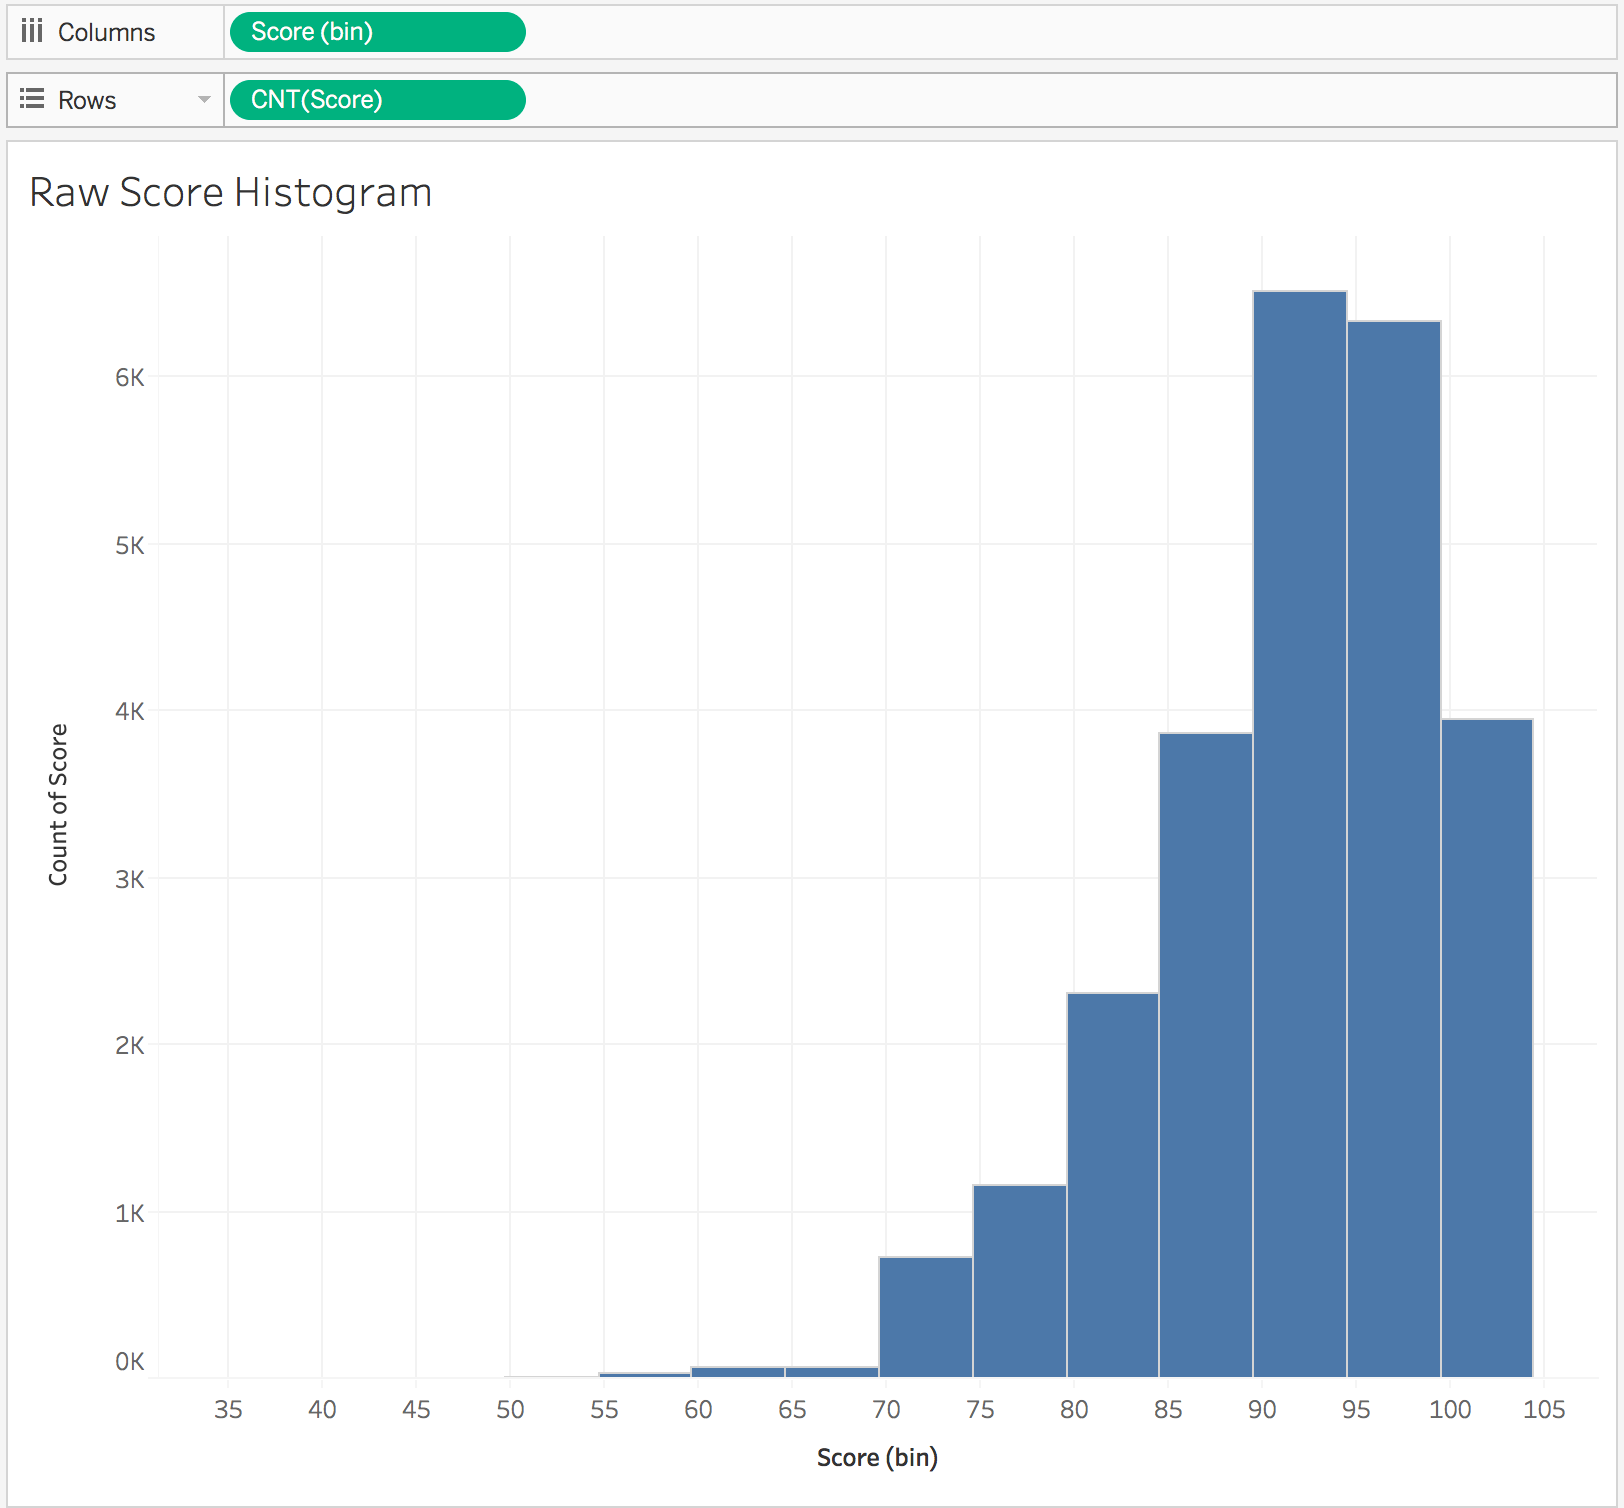 Columns
Score (bin)
Rows
CNT(Score)
Raw Score Histogram
6K
5K
4K
3K
2K
1K
0K
Count of Score
35 40 45 50 55 60 65 70 75 80 85 90 95 100 105
Score (bin)